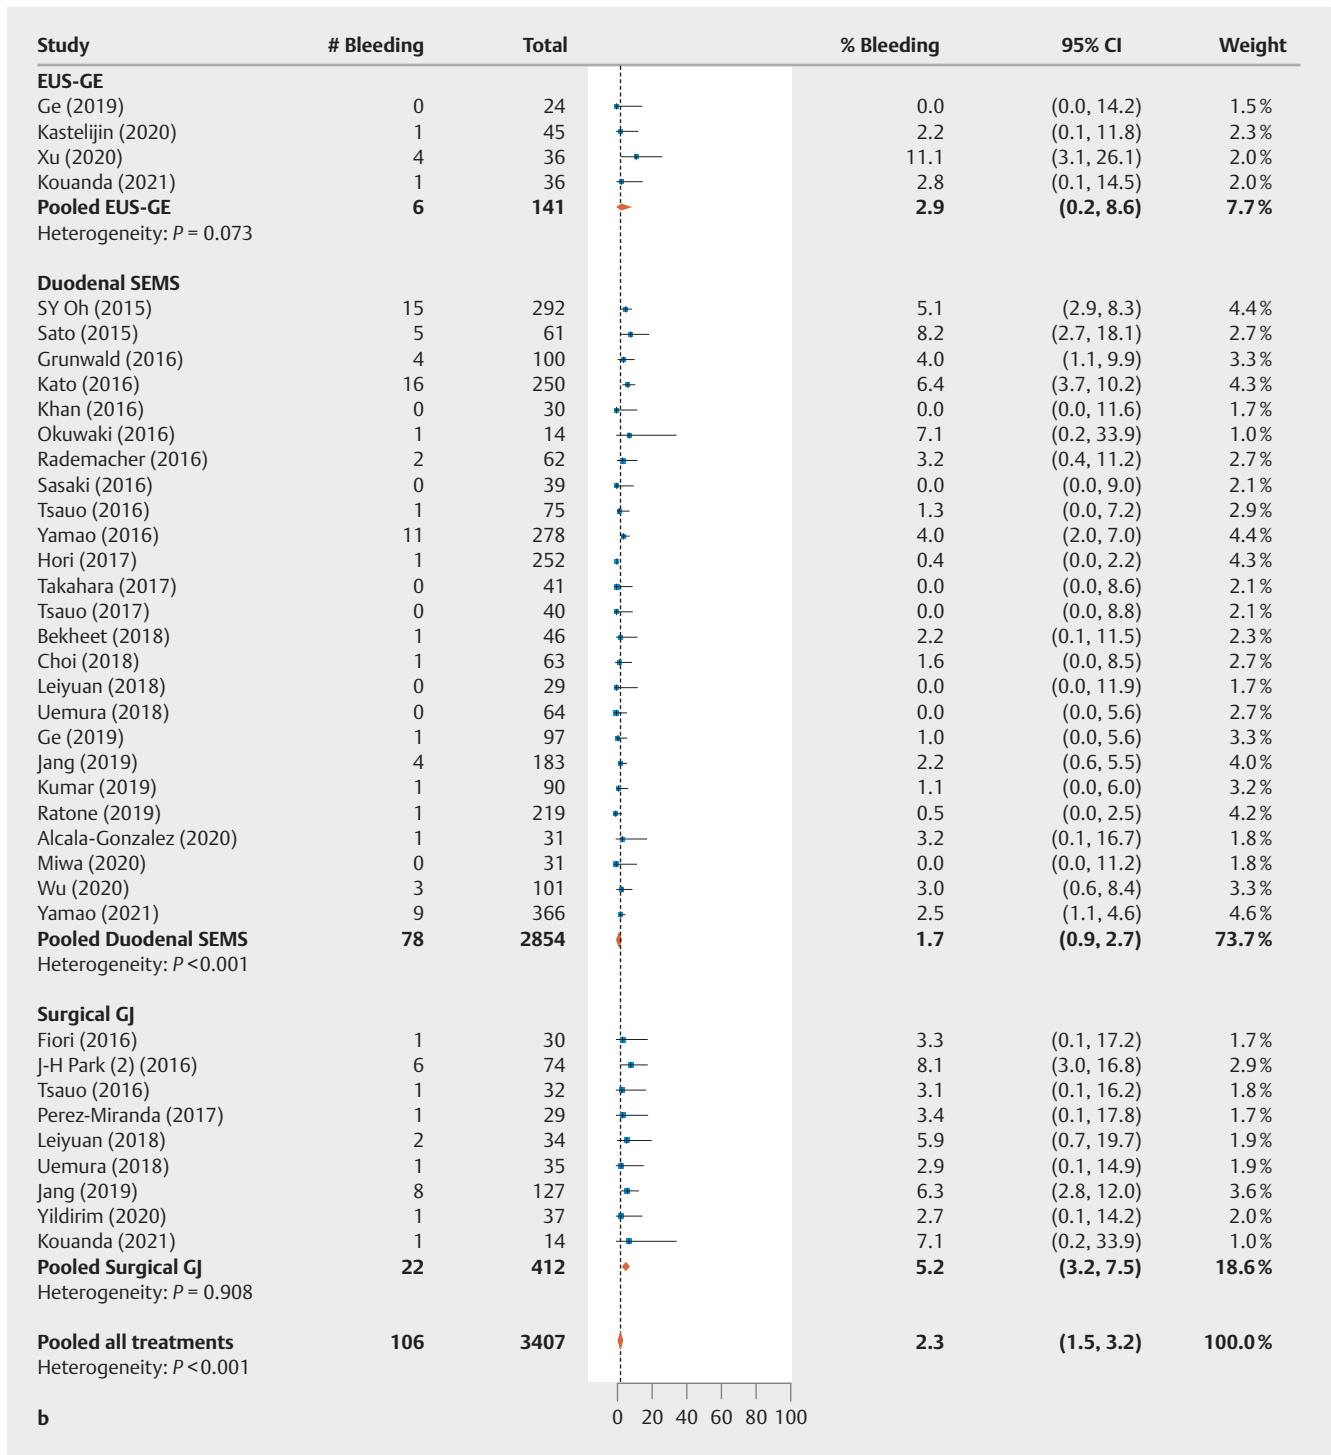 Study # Bleeding Total % Bleeding 95% CI Weight
EUS-GE
Ge (2019) 0 24 0.0 (0.0, 14.2) 1.5%
Kastelijin (2020) 1 45 2.2 (0.1, 11.8) 2.3%
Xu (2020) 4 36 11.1 (3.1, 26.1) 2.0%
Kouanda (2021) 1 36 2.8 (0.1, 14.5) 2.0%
Pooled EUS-GE 6 141 2.9 (0.2, 8.6) 7.7%
Heterogeneity: P = 0.073
Duodenal SEMS
SY Oh (2015) 15 292 5.1 (2.9, 8.3) 4.4%
Sato (2015) 5 61 8.2 (2.7, 18.1) 2.7%
Grunwald (2016) 4 100 4.0 (1.1, 9.9) 3.3%
Kato (2016) 16 250 6.4 (3.7, 10.2) 4.3%
Khan (2016) 0 30 0.0 (0.0, 11.6) 1.7%
Okuwaki (2016) 1 14 7.1 (0.2, 33.9) 1.0%
Rademacher (2016) 2 62 3.2 (0.4, 11.2) 2.7%
Sasaki (2016) 0 39 0.0 (0.0, 9.0) 2.1%
Tsauo (2016) 1 75 1.3 (0.0, 7.2) 2.9%
Yamao (2016) 11 278 4.0 (2.0, 7.0) 4.4%
Hori (2017) 1 252 0.4 (0.0, 2.2) 4.3%
Takahara (2017) 0 41 0.0 (0.0, 8.6) 2.1%
Tsauo (2017) 0 40 0.0 (0.0, 8.8) 2.1%
Bekheet (2018) 1 46 2.2 (0.1, 11.5) 2.3%
Choi (2018) 1 63 1.6 (0.0, 8.5) 2.7%
Leiyuan (2018) 0 29 0.0 (0.0, 11.9) 1.7%
Uemura (2018) 0 64 0.0 (0.0, 5.6) 2.7%
Ge (2019) 1 97 1.0 (0.0, 5.6) 3.3%
Jang (2019) 4 183 2.2 (0.6, 5.5) 4.0%
Kumar (2019) 1 90 1.1 (0.0, 6.0) 3.2%
Ratone (2019) 1 219 0.5 (0.0, 2.5) 4.2%
Alcala-Gonzalez (2020) 1 31 3.2 (0.1, 16.7) 1.8%
Miwa (2020) 0 31 0.0 (0.0, 11.2) 1.8%
Wu (2020) 3 101 3.0 (0.6, 8.4) 3.3%
Yamao (2021) 9 366 2.5 (1.1, 4.6) 4.6%
Pooled Duodenal SEMS 78 2854 1.7 (0.9, 2.7) 73.7%
Heterogeneity: P <0.001
Surgical GJ
Fiori (2016) 1 30 3.3 (0.1, 17.2) 1.7%
J-H Park (2) (2016) 6 74 8.1 (3.0, 16.8) 2.9%
Tsauo (2016) 1 32 3.1 (0.1, 16.2) 1.8%
Perez-Miranda (2017) 1 29 3.4 (0.1, 17.8) 1.7%
Leiyuan (2018) 2 34 5.9 (0.7, 19.7) 1.9%
Uemura (2018) 1 35 2.9 (0.1, 14.9) 1.9%
Jang (2019) 8 127 6.3 (2.8, 12.0) 3.6%
Yildirim (2020) 1 37 2.7 (0.1, 14.2) 2.0%
Kouanda (2021) 1 14 7.1 (0.2, 33.9) 1.0%
Pooled Surgical GJ 22 412 5.2 (3.2, 7.5) 18.6%
Heterogeneity: P = 0.908
Pooled all treatments 106 3407 2.3 (1.5, 3.2) 100.0%
Heterogeneity: P <0.001
b 0 20 40 60 80 100